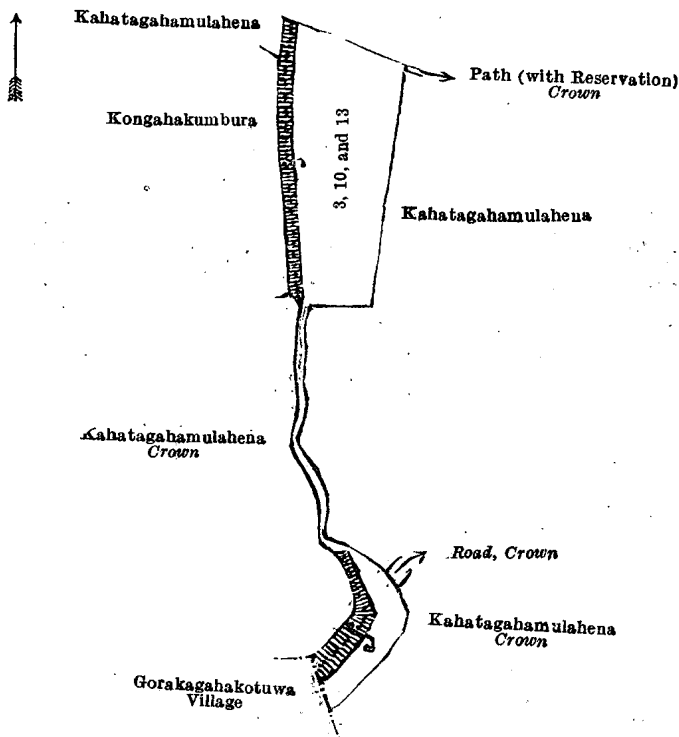 Kahatagahamulahena
Path (with Reservation)
Crown
Kongahakumbura
3, 10, and 13
Kahatagahamulahena
Kahatagahamulahena
Crown
Road, Crown
Kahatagahamulahena
Crown
Gorakagahakotuwa
Village